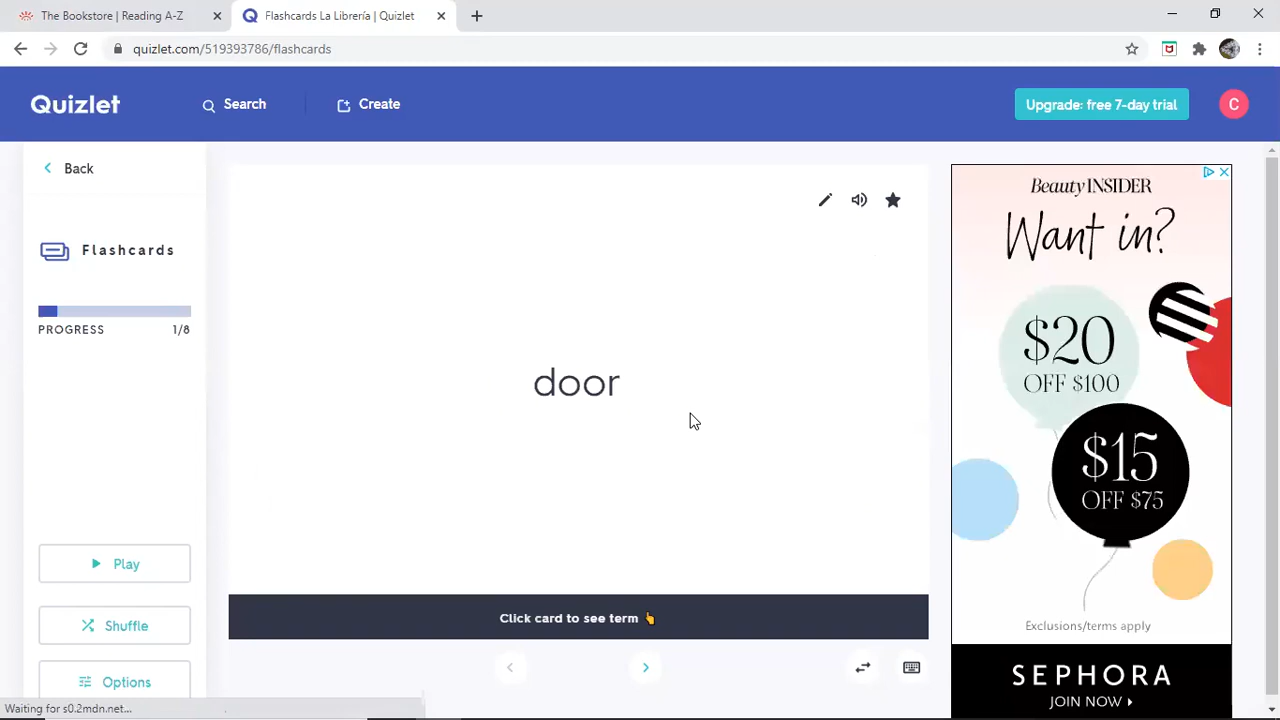 The Bookstore | Reading A-Z
Flashcards La Librería | Quizlet
quizlet.com/519393786/flashcards
Quizlet
Search
Create
Upgrade: free 7-day trial
C
Back
Flashcards
PROGRESS 1/8
Play
Shuffle
Options
door
Click card to see term 👆
Beauty INSIDER
Want in?
$20
OFF $100
$15
OFF $75
Exclusions/terms apply
SEPHORA
JOIN NOW
Waiting for s0.2mdn.net...